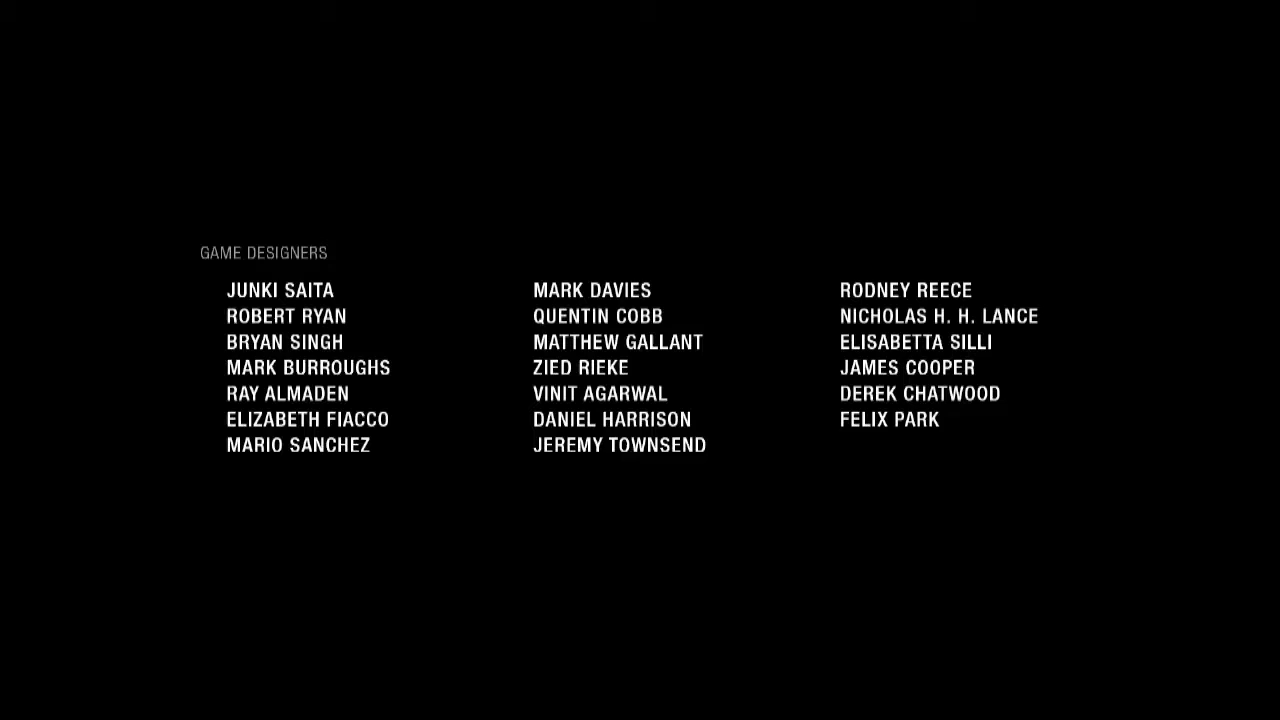 GAME DESIGNERS
JUNKI SAITA
ROBERT RYAN
BRYAN SINGH
MARK BURROUGHS
RAY ALMADEN
ELIZABETH FIACCO
MARIO SANCHEZ
MARK DAVIES
QUENTIN COBB
MATTHEW GALLANT
ZIED RIEKE
VINIT AGARWAL
DANIEL HARRISON
JEREMY TOWNSEND
RODNEY REECE
NICHOLAS H. H. LANCE
ELISABETTA SILLI
JAMES COOPER
DEREK CHATWOOD
FELIX PARK